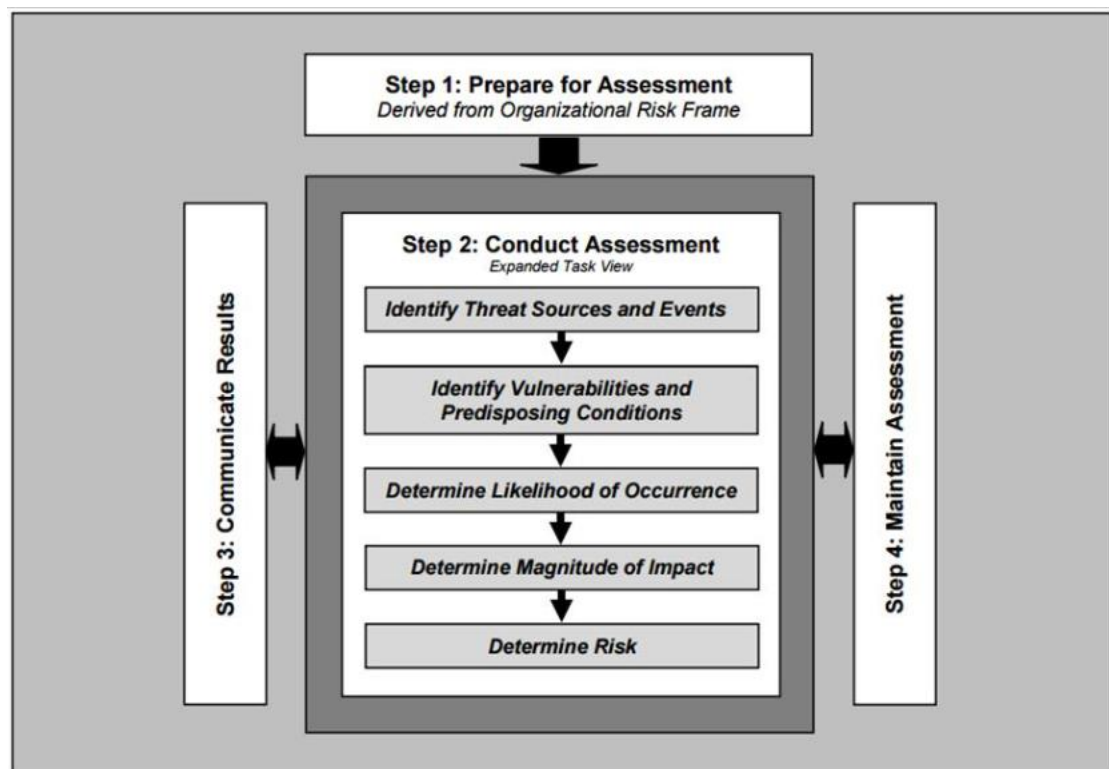 Step 1: Prepare for Assessment
Derived from Organizational Risk Frame
Step 2: Conduct Assessment
Expanded Task View
Identify Threat Sources and Events
Identify Vulnerabilities and
Predisposing Conditions
Determine Likelihood of Occurrence
Determine Magnitude of Impact
Determine Risk
Step 3: Communicate Results
Step 4: Maintain Assessment